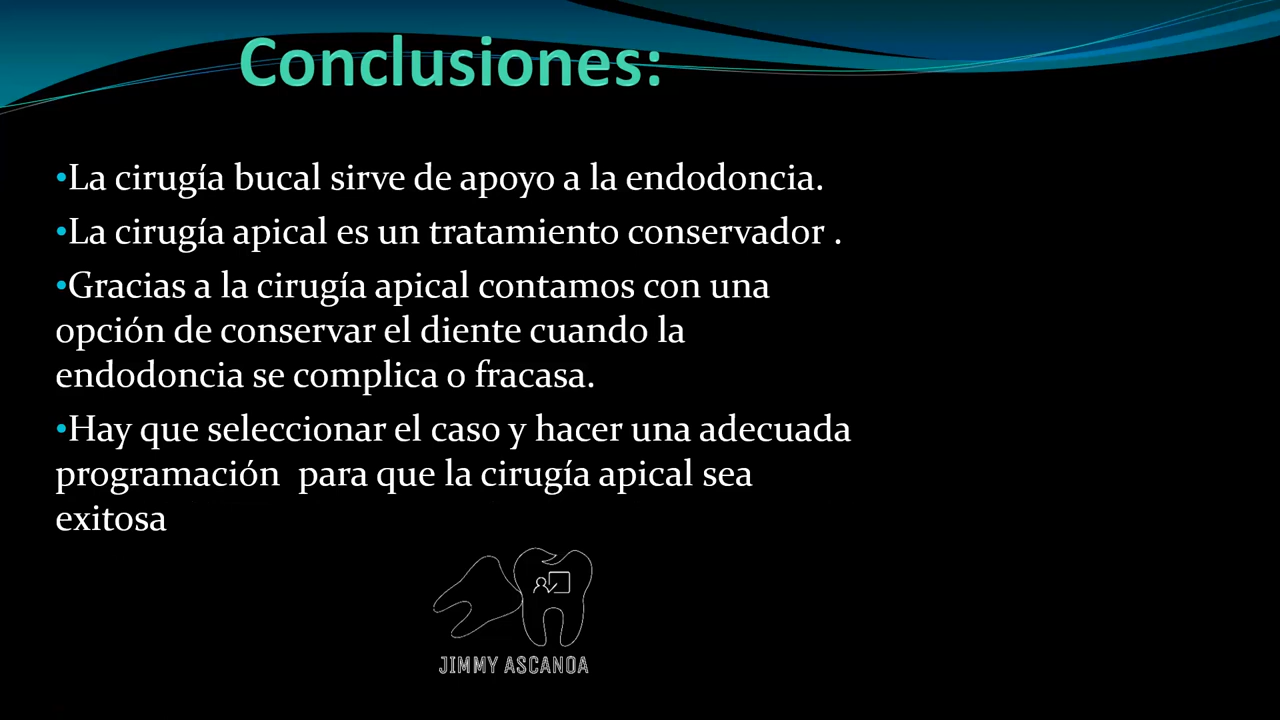 Conclusiones:
•La cirugía bucal sirve de apoyo a la endodoncia.
•La cirugía apical es un tratamiento conservador .
•Gracias a la cirugía apical contamos con una
opción de conservar el diente cuando la
endodoncia se complica o fracasa.
•Hay que seleccionar el caso y hacer una adecuada
programación  para que la cirugía apical sea
exitosa
JIMMY ASCANOA